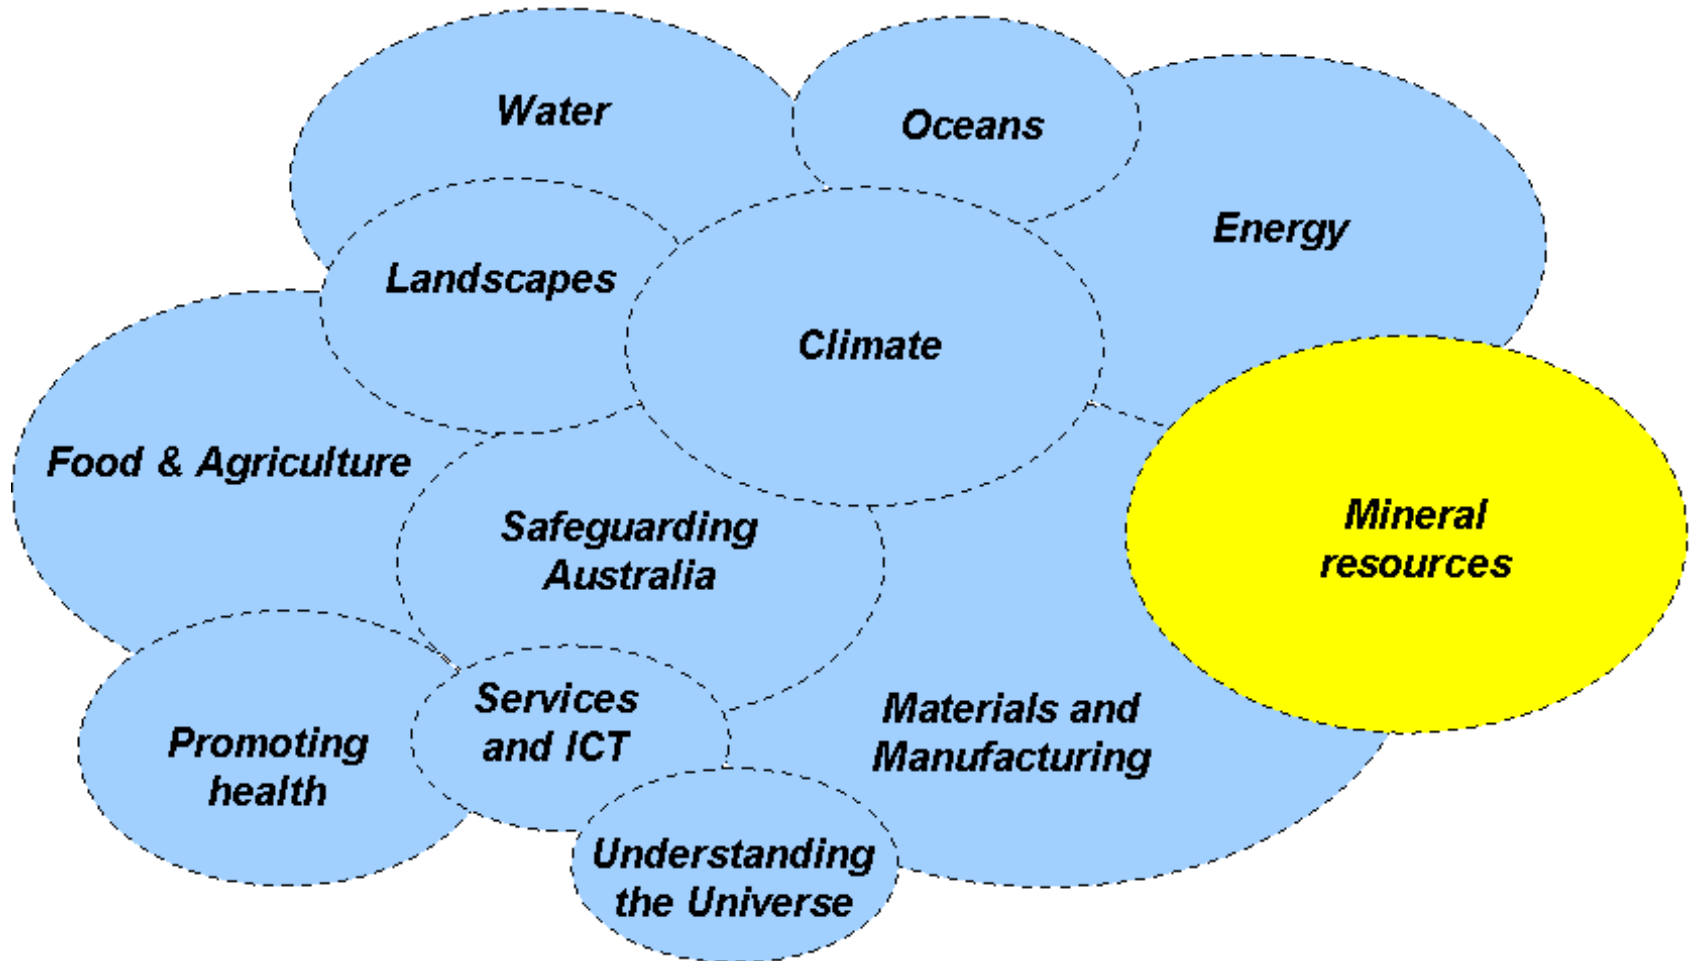 Water
Oceans
Energy
Landscapes
Climate
Food & Agriculture
Safeguarding
Australia
Mineral
resources
Services
and ICT
Materials and
Manufacturing
Promoting
health
Understanding
the Universe